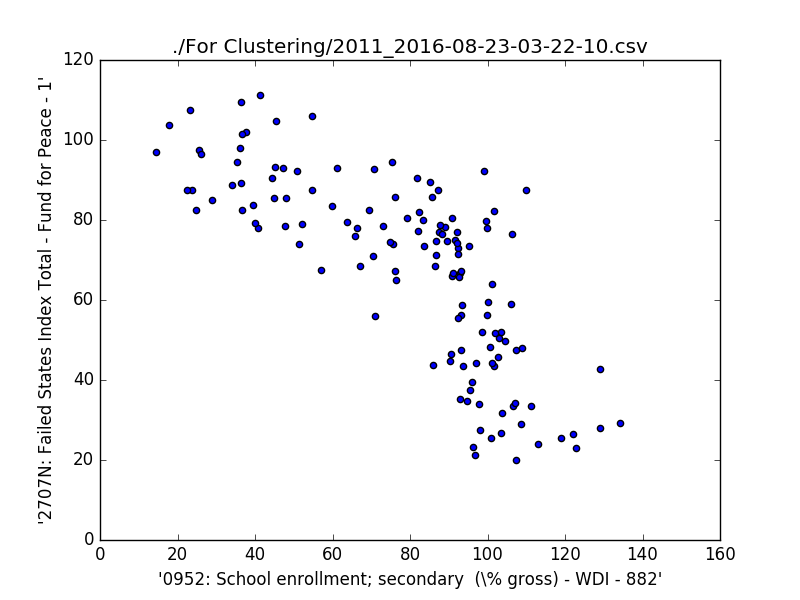 ./For Clustering/2011_2016-08-23-03-22-10.csv
120
100
80
60
40
20
0
'2707N: Failed States Index Total - Fund for Peace - 1'
0 20 40 60 80 100 120 140 160
'0952: School enrollment; secondary  (\% gross) - WDI - 882'